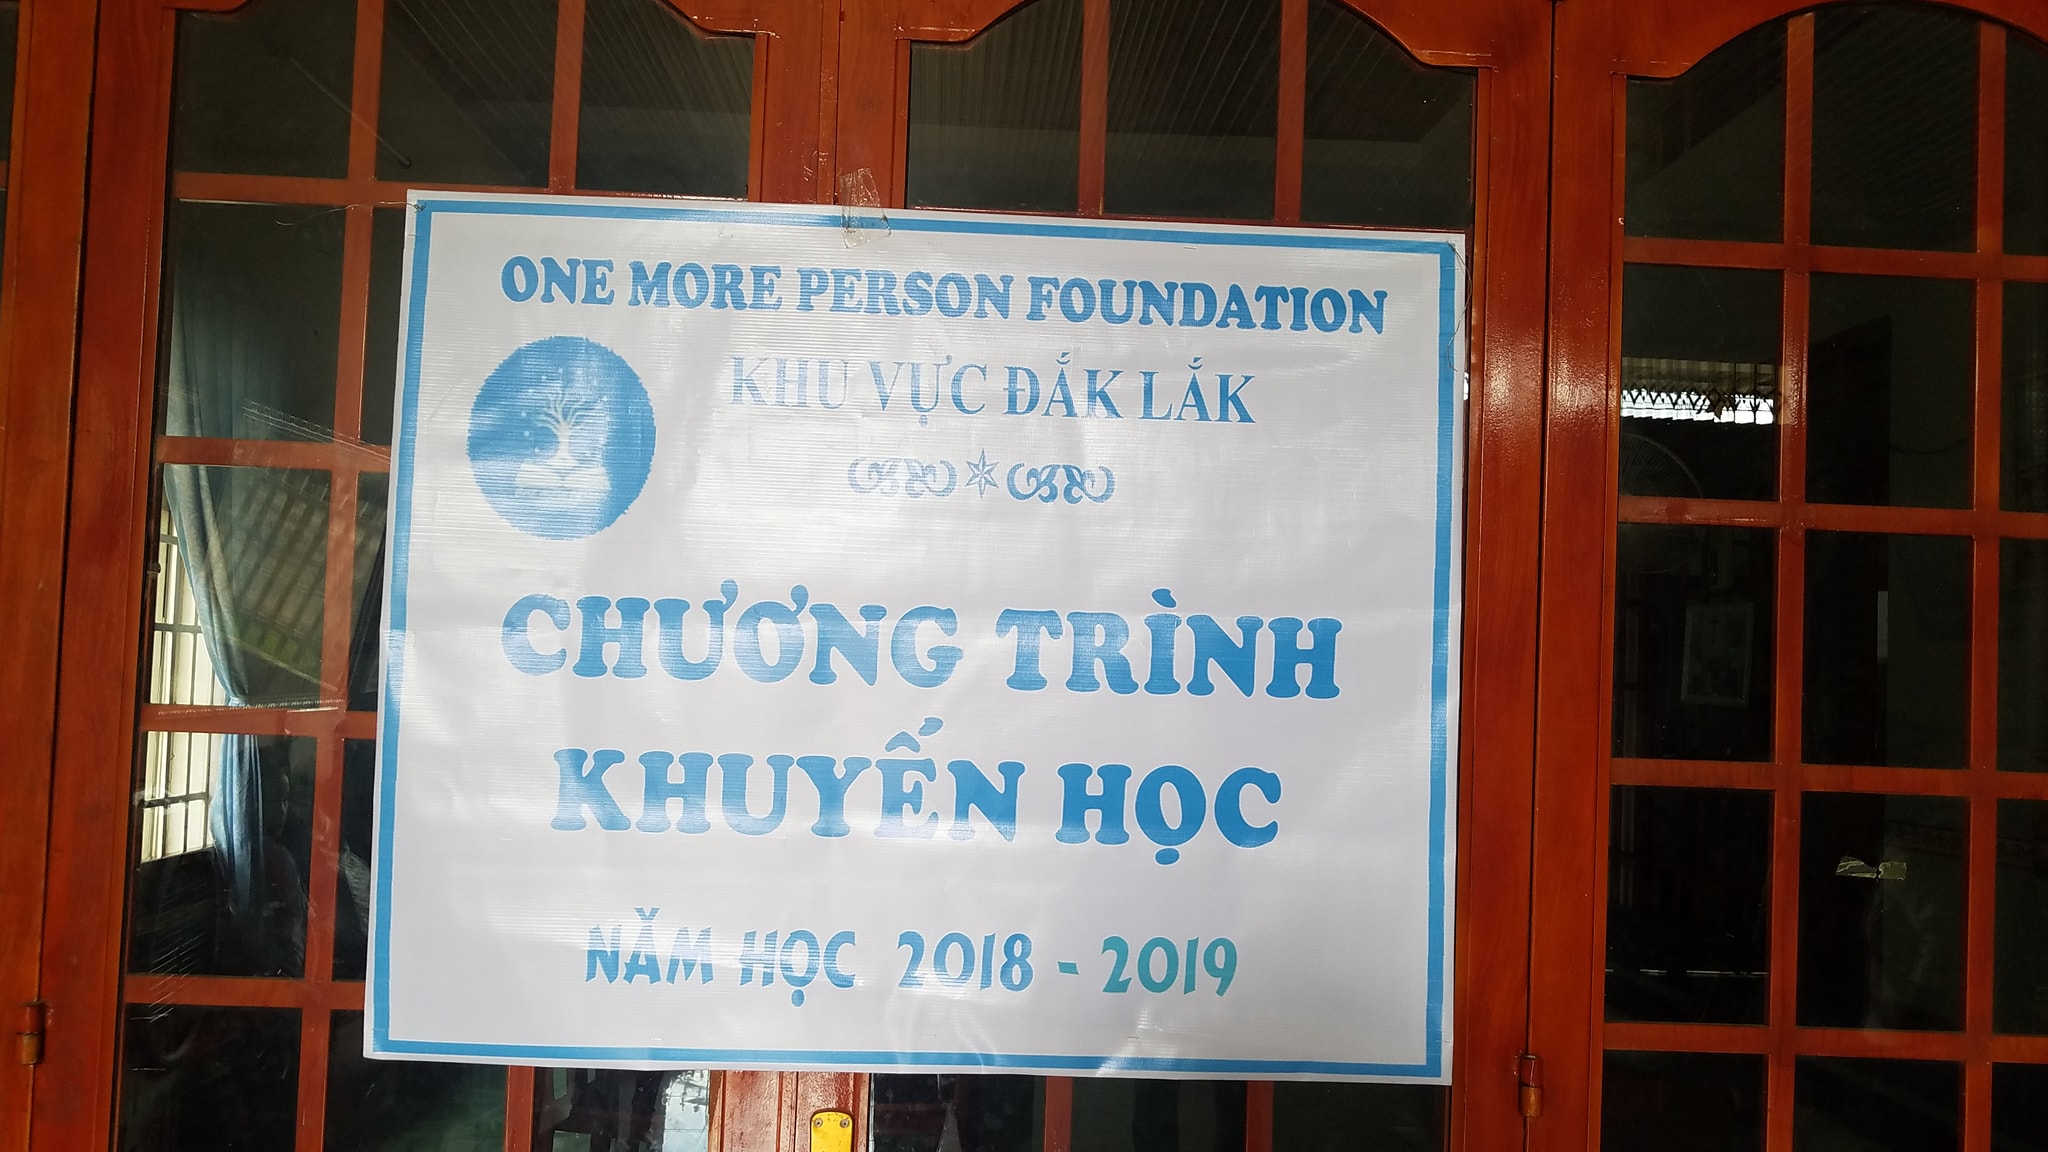 ONE MORE PERSON FOUNDATION
KHU VỰC ĐẮK LẮK
CHƯƠNG TRÌNH
KHUYẾN HỌC
NĂM HỌC 2018 - 2019